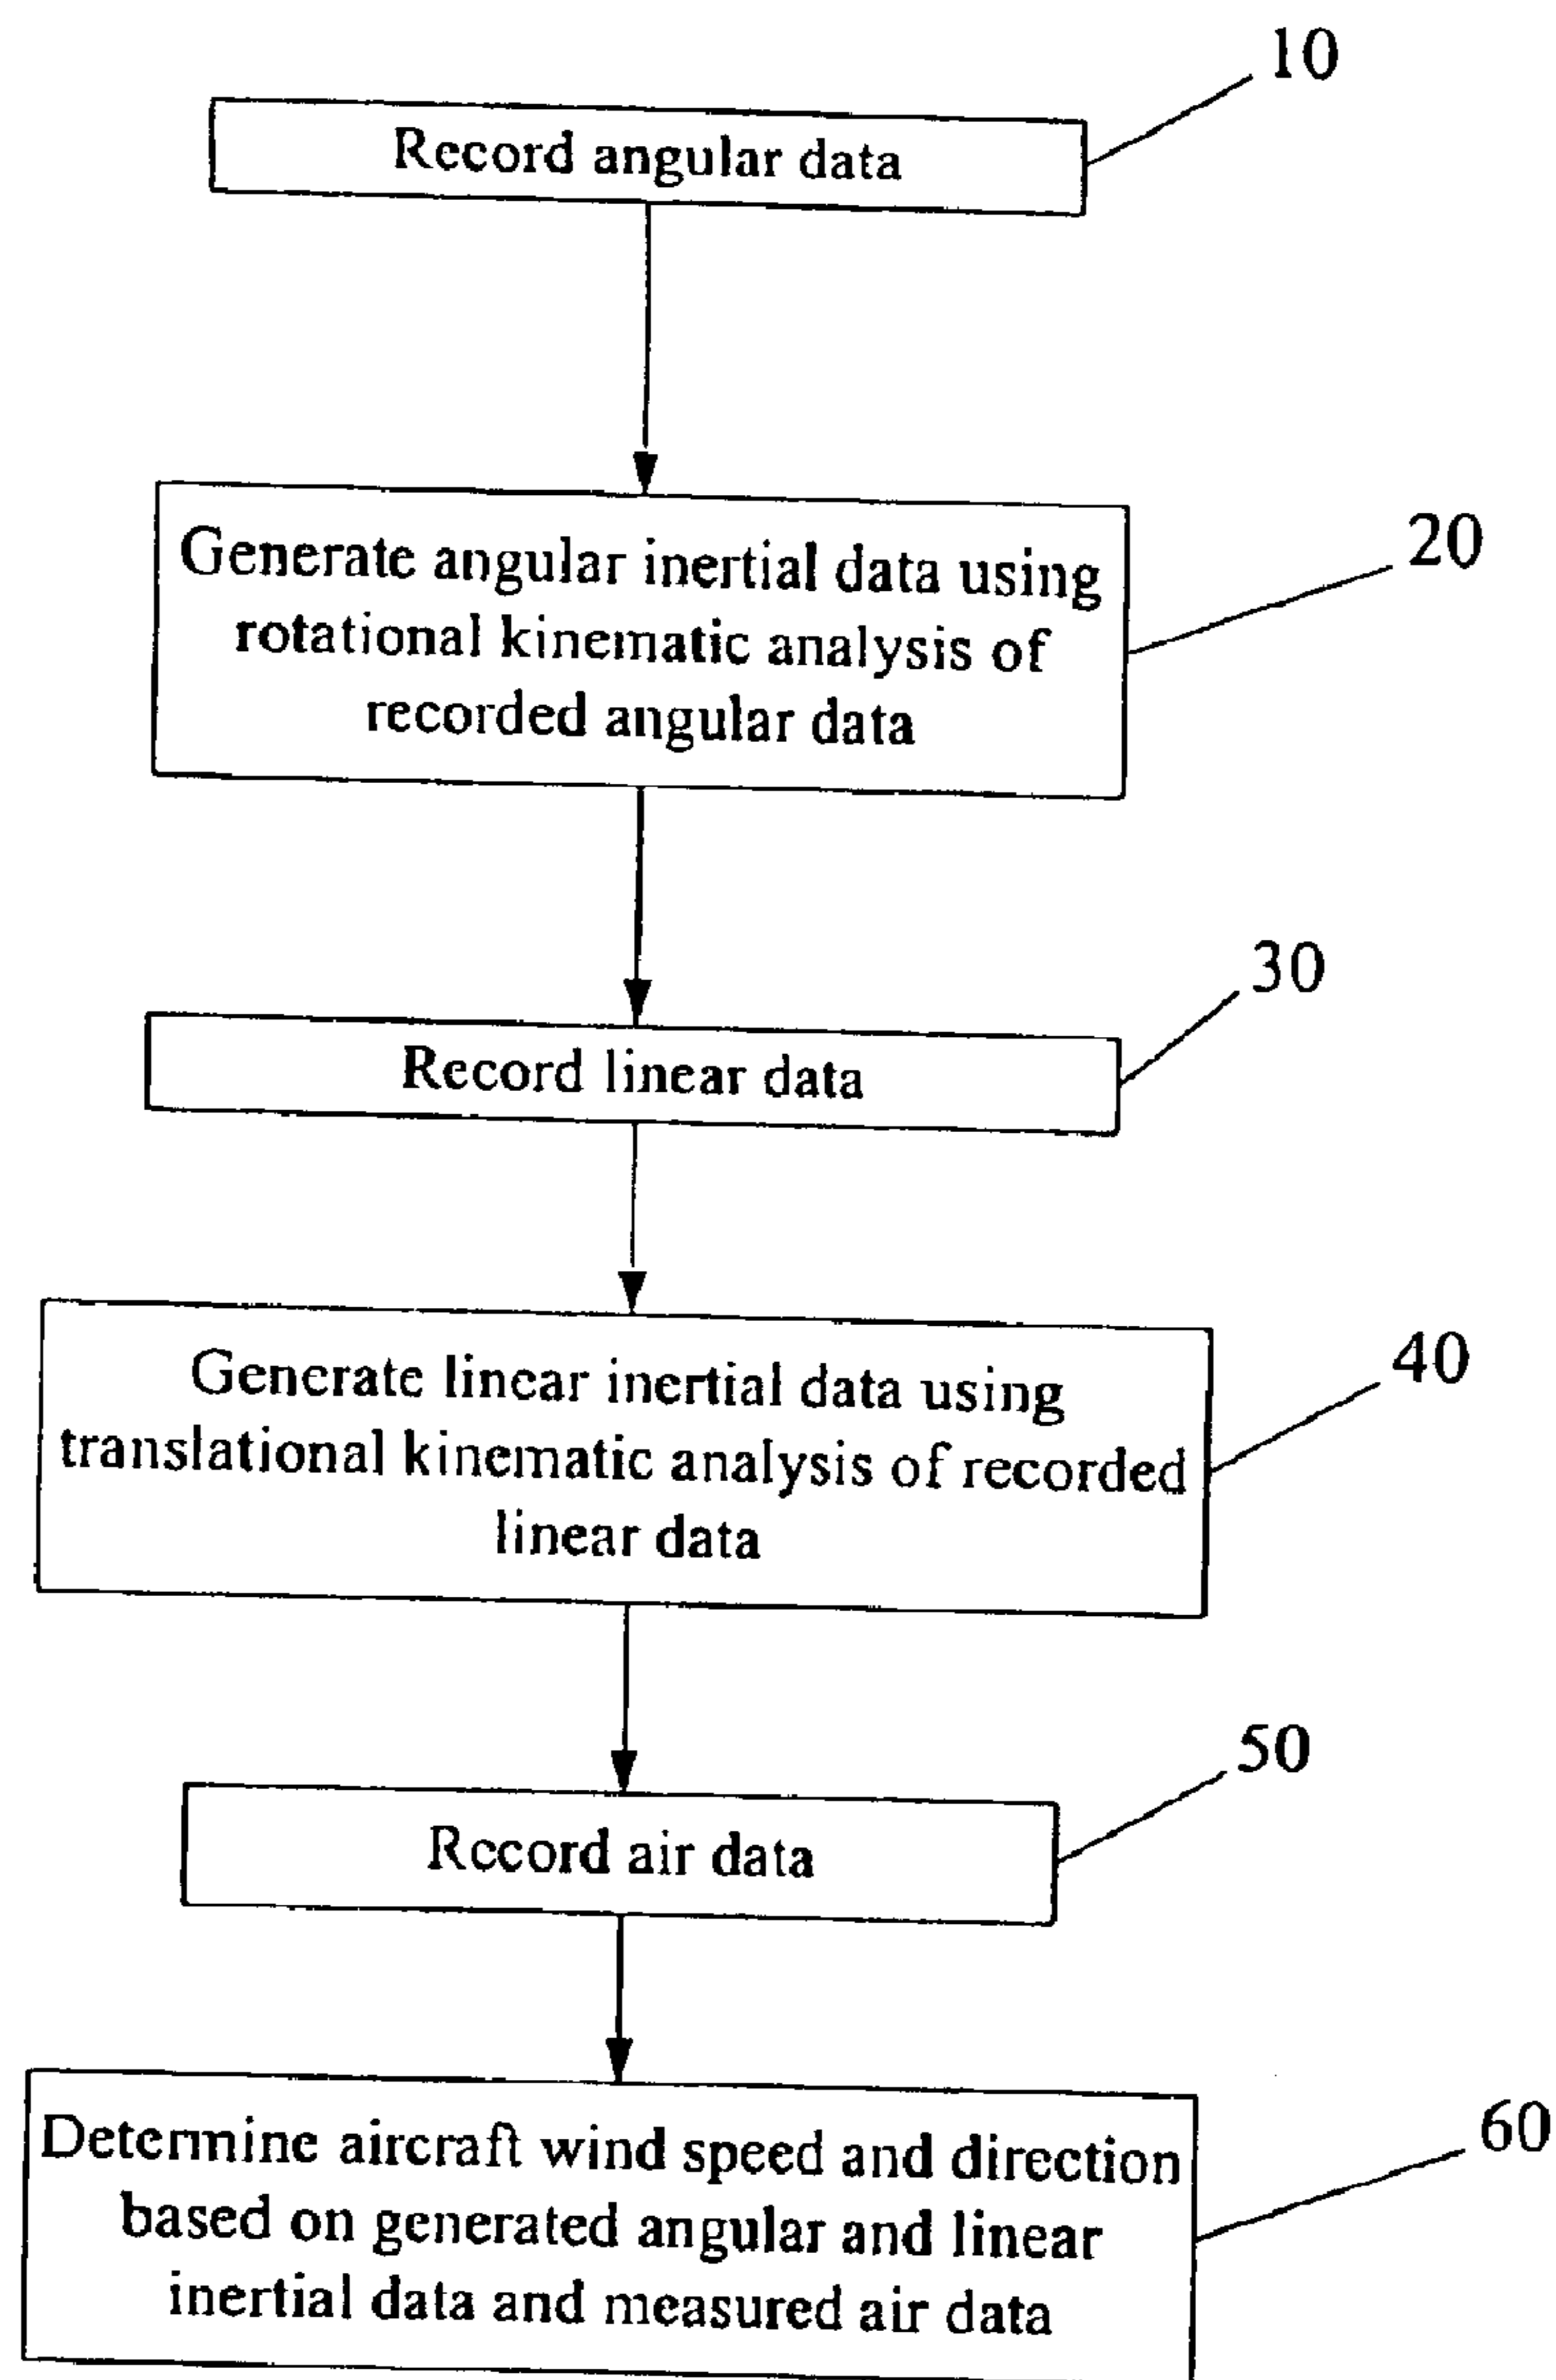 10
Record angular data
20
Generate angular inertial data using
rotational kinematic analysis of
recorded angular data
30
Record linear data
40
Generate linear inertial data using
translational kinematic analysis of recorded
linear data
50
Record air data
60
Determine aircraft wind speed and direction
based on generated angular and linear
inertial data and measured air data